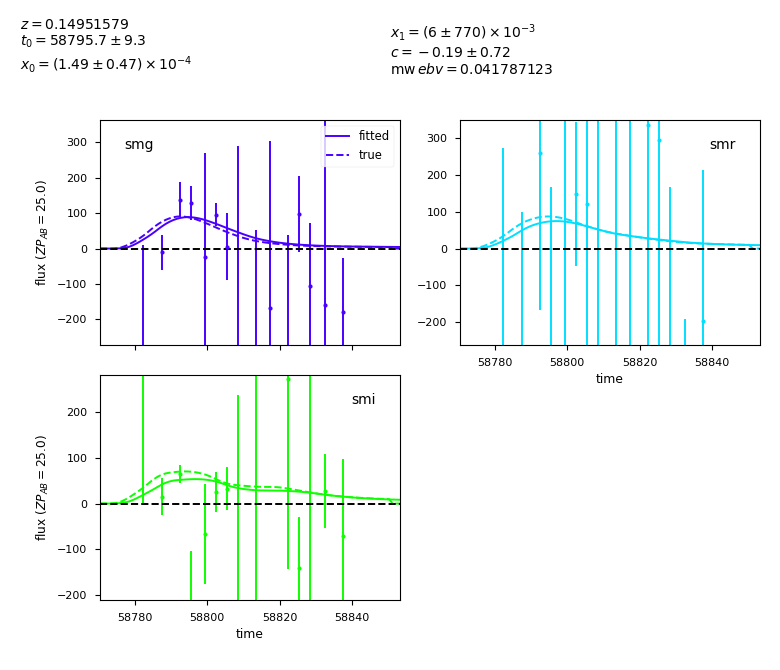 z = 0.14951579
t₀ = 58795.7 ± 9.3
x₀ = (1.49 ± 0.47) × 10⁻⁴
x₁ = (6 ± 770) × 10⁻³
c = − 0.19 ± 0.72
mw ebv = 0.041787123
smg
fitted
true
300
200
100
0
−100
−200
flux (ZP_AB = 25.0)
smr
300
200
100
0
−100
−200
58780 58800 58820 58840
time
smi
200
100
0
−100
−200
flux (ZP_AB = 25.0)
58780 58800 58820 58840
time